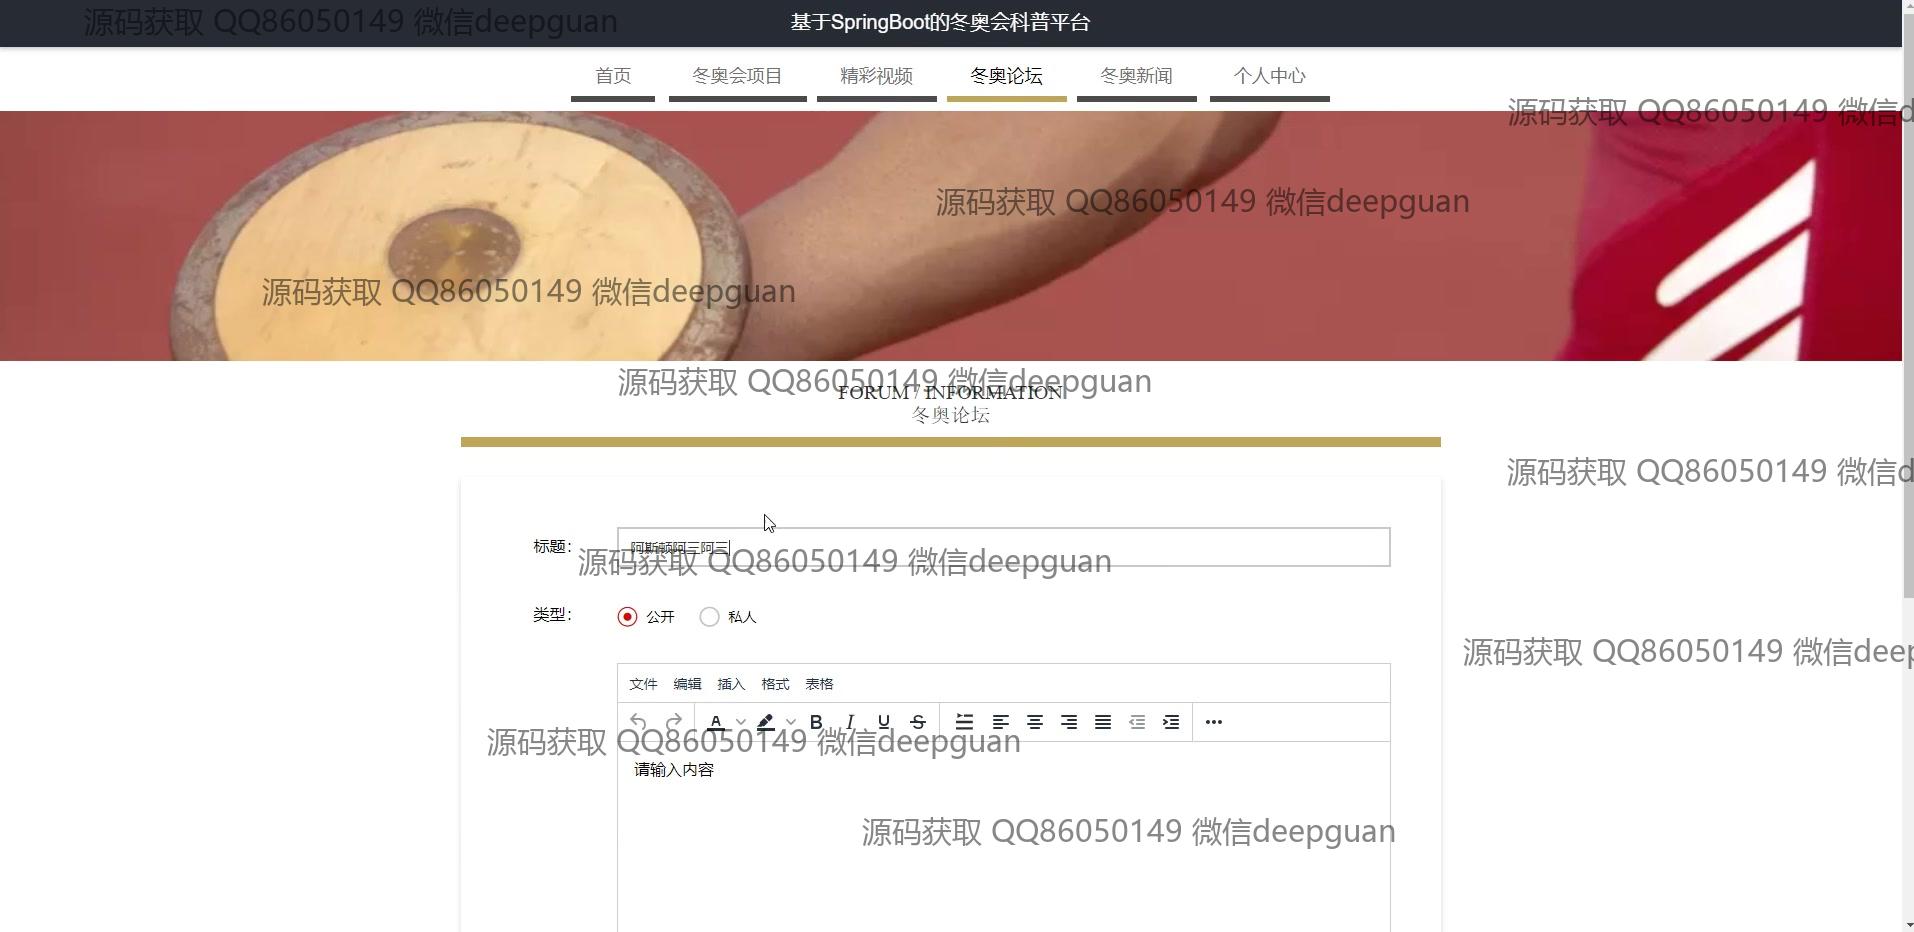 源码获取 QQ86050149 微信deepguan
基于SpringBoot的冬奥会科普平台
首页 冬奥会项目 精彩视频 冬奥论坛 冬奥新闻 个人中心
源码获取 QQ86050149 微信d
源码获取 QQ86050149 微信deepguan
源码获取 QQ86050149 微信deepguan
源码获取 QQ86050149 微信deepguan
FORUM / INFORMATION
冬奥论坛
源码获取 QQ86050149 微信d
标题: 阿斯顿阿三阿三
源码获取 QQ86050149 微信deepguan
类型: 公开 私人
源码获取 QQ86050149 微信deep
文件 编辑 插入 格式 表格
源码获取 QQ86050149 微信deepguan
请输入内容
源码获取 QQ86050149 微信deepguan